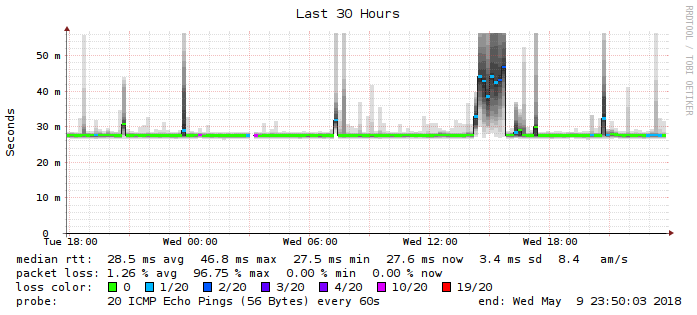 Last 30 Hours
RRDTOOL / TOBI OETIKER
Seconds
50 m
40 m
30 m
20 m
10 m
0
Tue 18:00 Wed 00:00 Wed 06:00 Wed 12:00 Wed 18:00
median rtt: 28.5 ms avg 46.8 ms max 27.5 ms min 27.6 ms now 3.4 ms sd 8.4 am/s
packet loss: 1.26 % avg 96.75 % max 0.00 % min 0.00 % now
loss color: 0 1/20 2/20 3/20 4/20 10/20 19/20
probe: 20 ICMP Echo Pings (56 Bytes) every 60s end: Wed May 9 23:50:03 2018